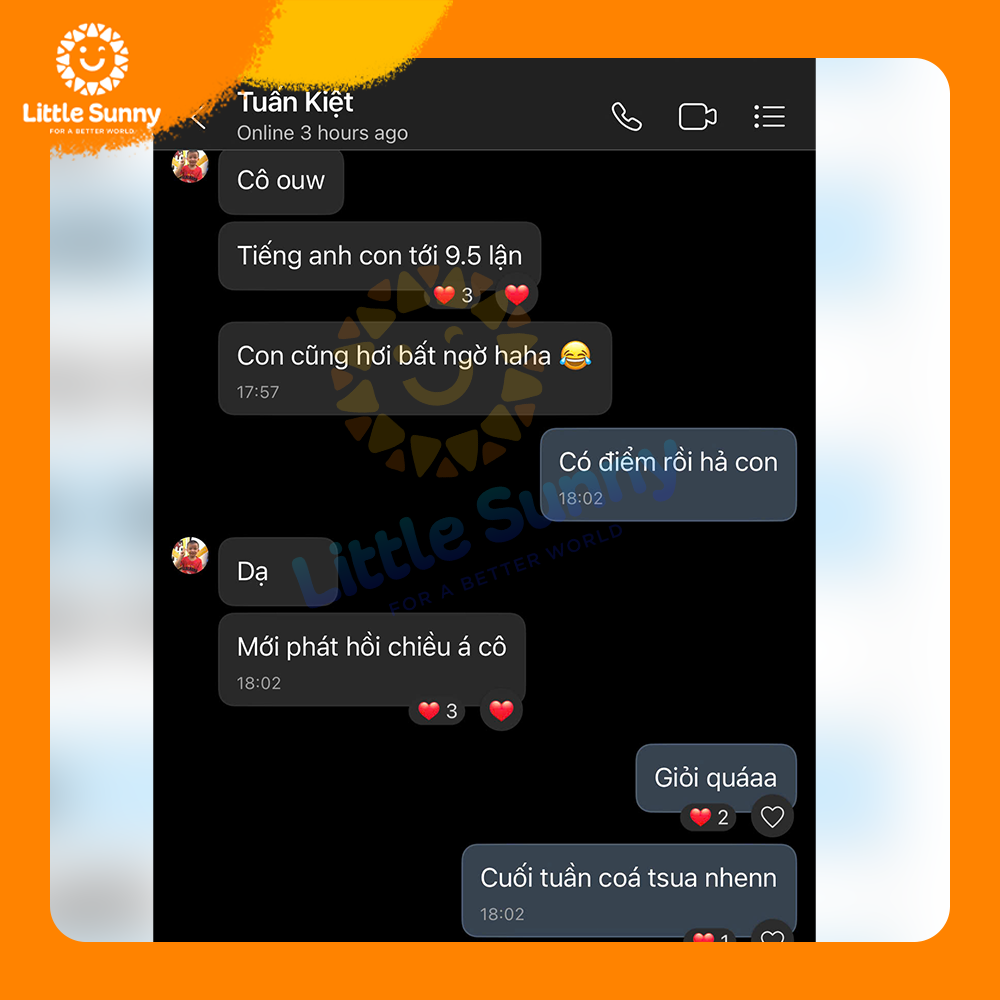 Little Sunny
FOR A BETTER WORLD
Tuân Kiệt
Online 3 hours ago
Cô ouw
Tiếng anh con tới 9.5 lận
3
Con cũng hơi bất ngờ haha 😂
17:57
Có điểm rồi hả con
18:02
Little Sunny
FOR A BETTER WORLD
Dạ
Mới phát hồi chiều á cô
18:02
3
Giỏi quáaa
2
Cuối tuần coá tsua nhenn
18:02
1